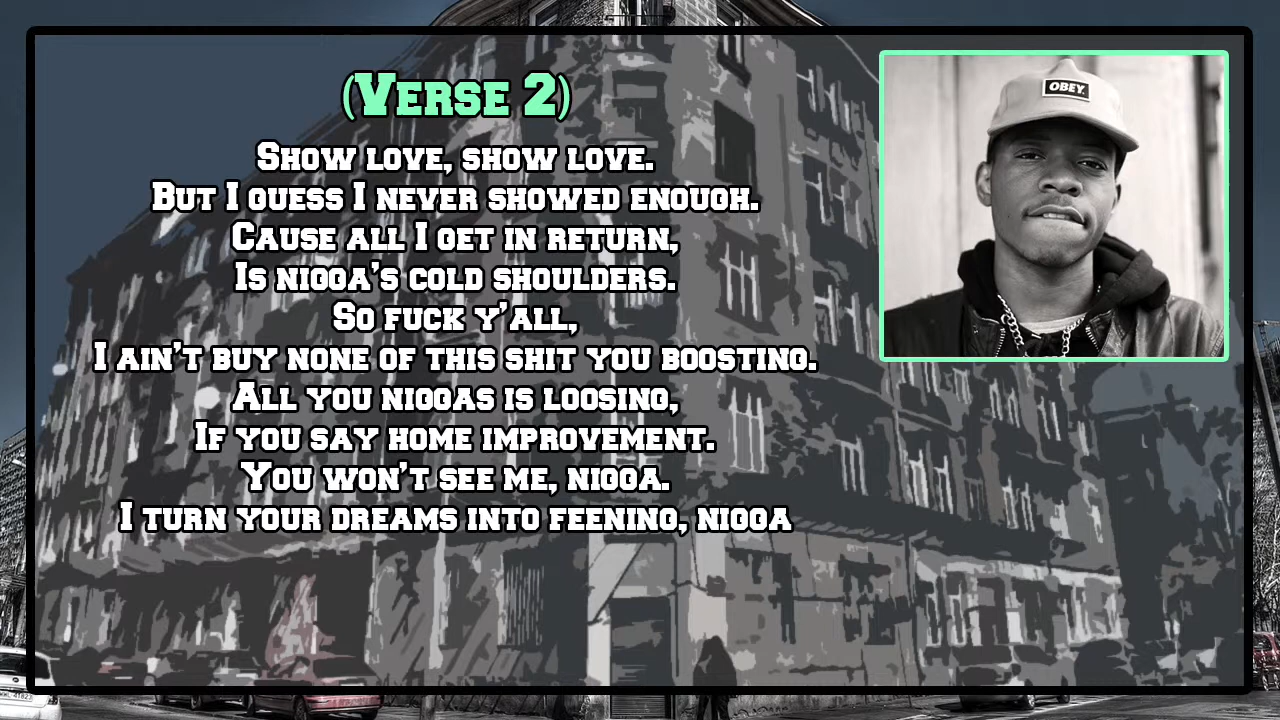 (Verse 2)
Show love, show love.
But I guess I never showed enough.
Cause all I get in return,
Is nigga's cold shoulders.
So fuck y'all,
I ain't buy none of this shit you boosting.
All you niggas is loosing,
If you say home improvement.
You won't see me, nigga.
I turn your dreams into feening, nigga
OBEY.